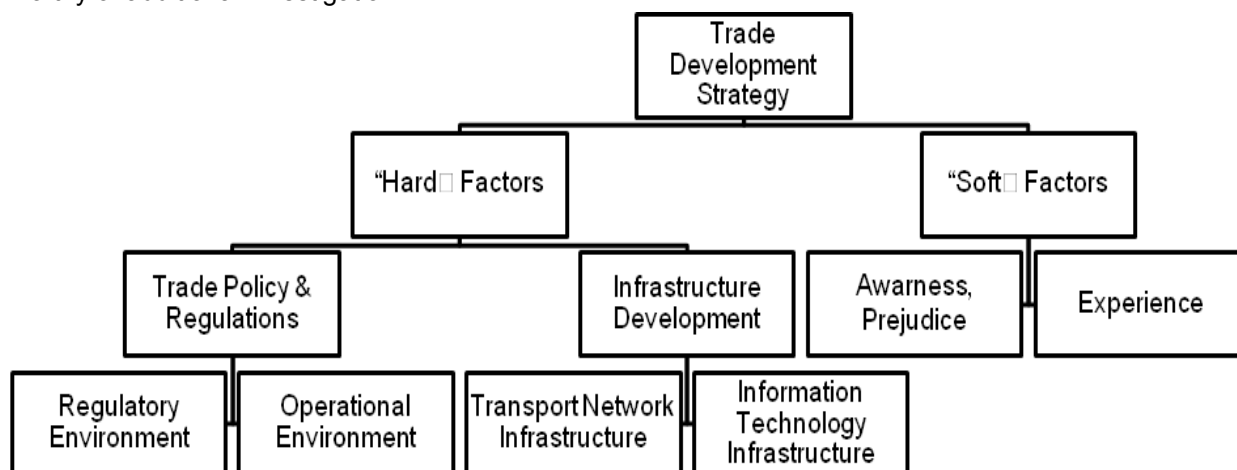 Trade
Development
Strategy
“Hard□ Factors
“Soft□ Factors
Trade Policy &
Regulations
Infrastructure
Development
Awarness,
Prejudice
Experience
Regulatory
Environment
Operational
Environment
Transport Network
Infrastructure
Information
Technology
Infrastructure